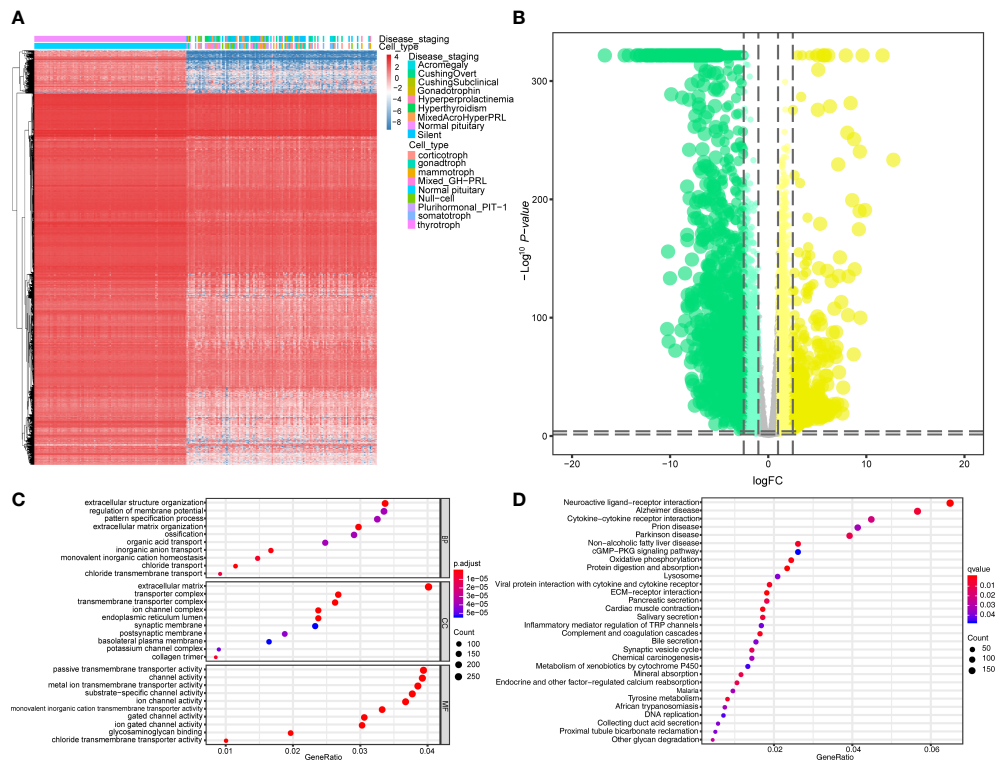 A
Disease_staging
Cell_type
4
2
0
−2
−4
−6
−8
Disease_staging
Acromegaly
CushingOvert
CushingSubclinical
Gonadotrophin
Hyperperprolactinemia
Hyperthyroidism
MixedAcroHyperPRL
Normal pituitary
Silent
Cell_type
corticotroph
gonadtroph
mammotroph
Mixed_GH−PRL
Normal pituitary
Null−cell
Plurihormonal_PIT−1
somatotroph
thyrotroph
B
−Log10 P−value
300
200
100
0
−20
−10
0
10
20
logFC
C
extracellular structure organization
regulation of membrane potential
pattern specification process
extracellular matrix organization
ossification
organic acid transport
inorganic anion transport
monovalent inorganic cation homeostasis
chloride transport
chloride transmembrane transport
BP
extracellular matrix
transporter complex
transmembrane transporter complex
ion channel complex
endoplasmic reticulum lumen
synaptic membrane
postsynaptic membrane
basolateral plasma membrane
potassium channel complex
collagen trimer
CC
passive transmembrane transporter activity
channel activity
metal ion transmembrane transporter activity
substrate−specific channel activity
ion channel activity
monovalent inorganic cation transmembrane transporter activity
gated channel activity
ion gated channel activity
glycosaminoglycan binding
chloride transmembrane transporter activity
MF
0.01
0.02
0.03
0.04
GeneRatio
p.adjust
1e−05
2e−05
3e−05
4e−05
5e−05
Count
100
150
200
250
D
Neuroactive ligand−receptor interaction
Alzheimer disease
Cytokine−cytokine receptor interaction
Prion disease
Parkinson disease
Non−alcoholic fatty liver disease
cGMP−PKG signaling pathway
Oxidative phosphorylation
Protein digestion and absorption
Lysosome
Viral protein interaction with cytokine and cytokine receptor
ECM−receptor interaction
Pancreatic secretion
Cardiac muscle contraction
Salivary secretion
Inflammatory mediator regulation of TRP channels
Complement and coagulation cascades
Bile secretion
Synaptic vesicle cycle
Chemical carcinogenesis
Metabolism of xenobiotics by cytochrome P450
Mineral absorption
Endocrine and other factor−regulated calcium reabsorption
Malaria
Tyrosine metabolism
African trypanosomiasis
DNA replication
Collecting duct acid secretion
Proximal tubule bicarbonate reclamation
Other glycan degradation
0.02
0.04
0.06
GeneRatio
qvalue
0.01
0.02
0.03
0.04
Count
50
100
150